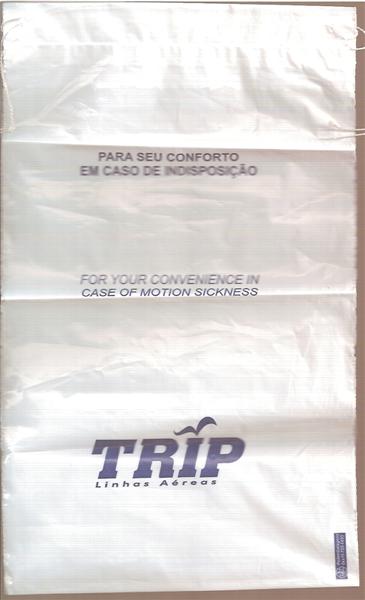 PARA SEU CONFORTO
EM CASO DE INDISPOSIÇÃO
FOR YOUR CONVENIENCE IN
CASE OF MOTION SICKNESS
TRIP
Linhas Aéreas